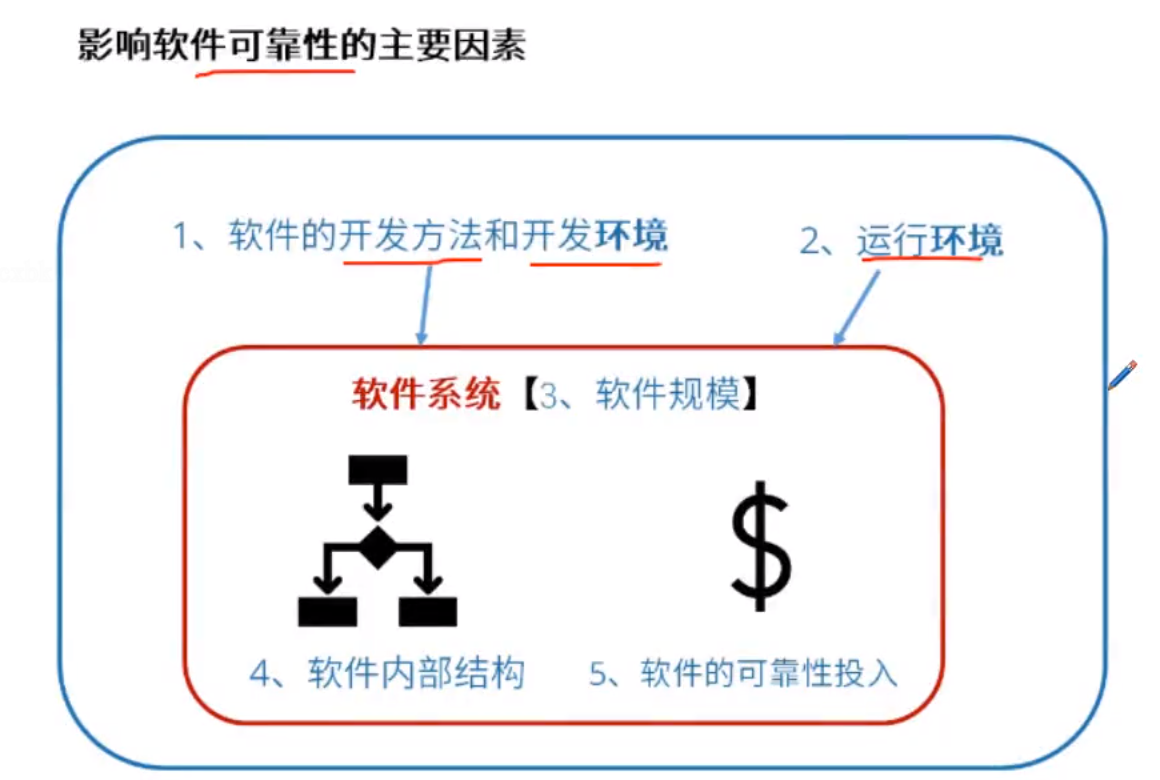 影响软件可靠性的主要因素
1、软件的开发方法和开发环境
2、运行环境
软件系统【3、软件规模】
$
4、软件内部结构
5、软件的可靠性投入